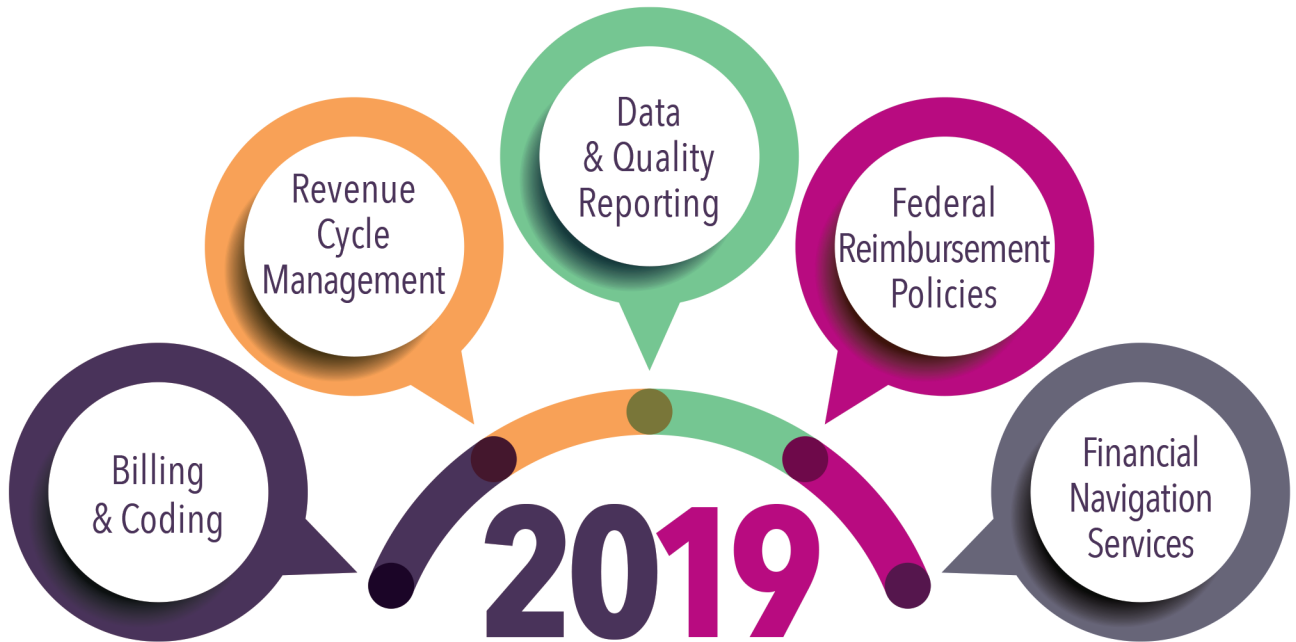 Billing
& Coding
Revenue
Cycle
Management
Data
& Quality
Reporting
Federal
Reimbursement
Policies
Financial
Navigation
Services
2019